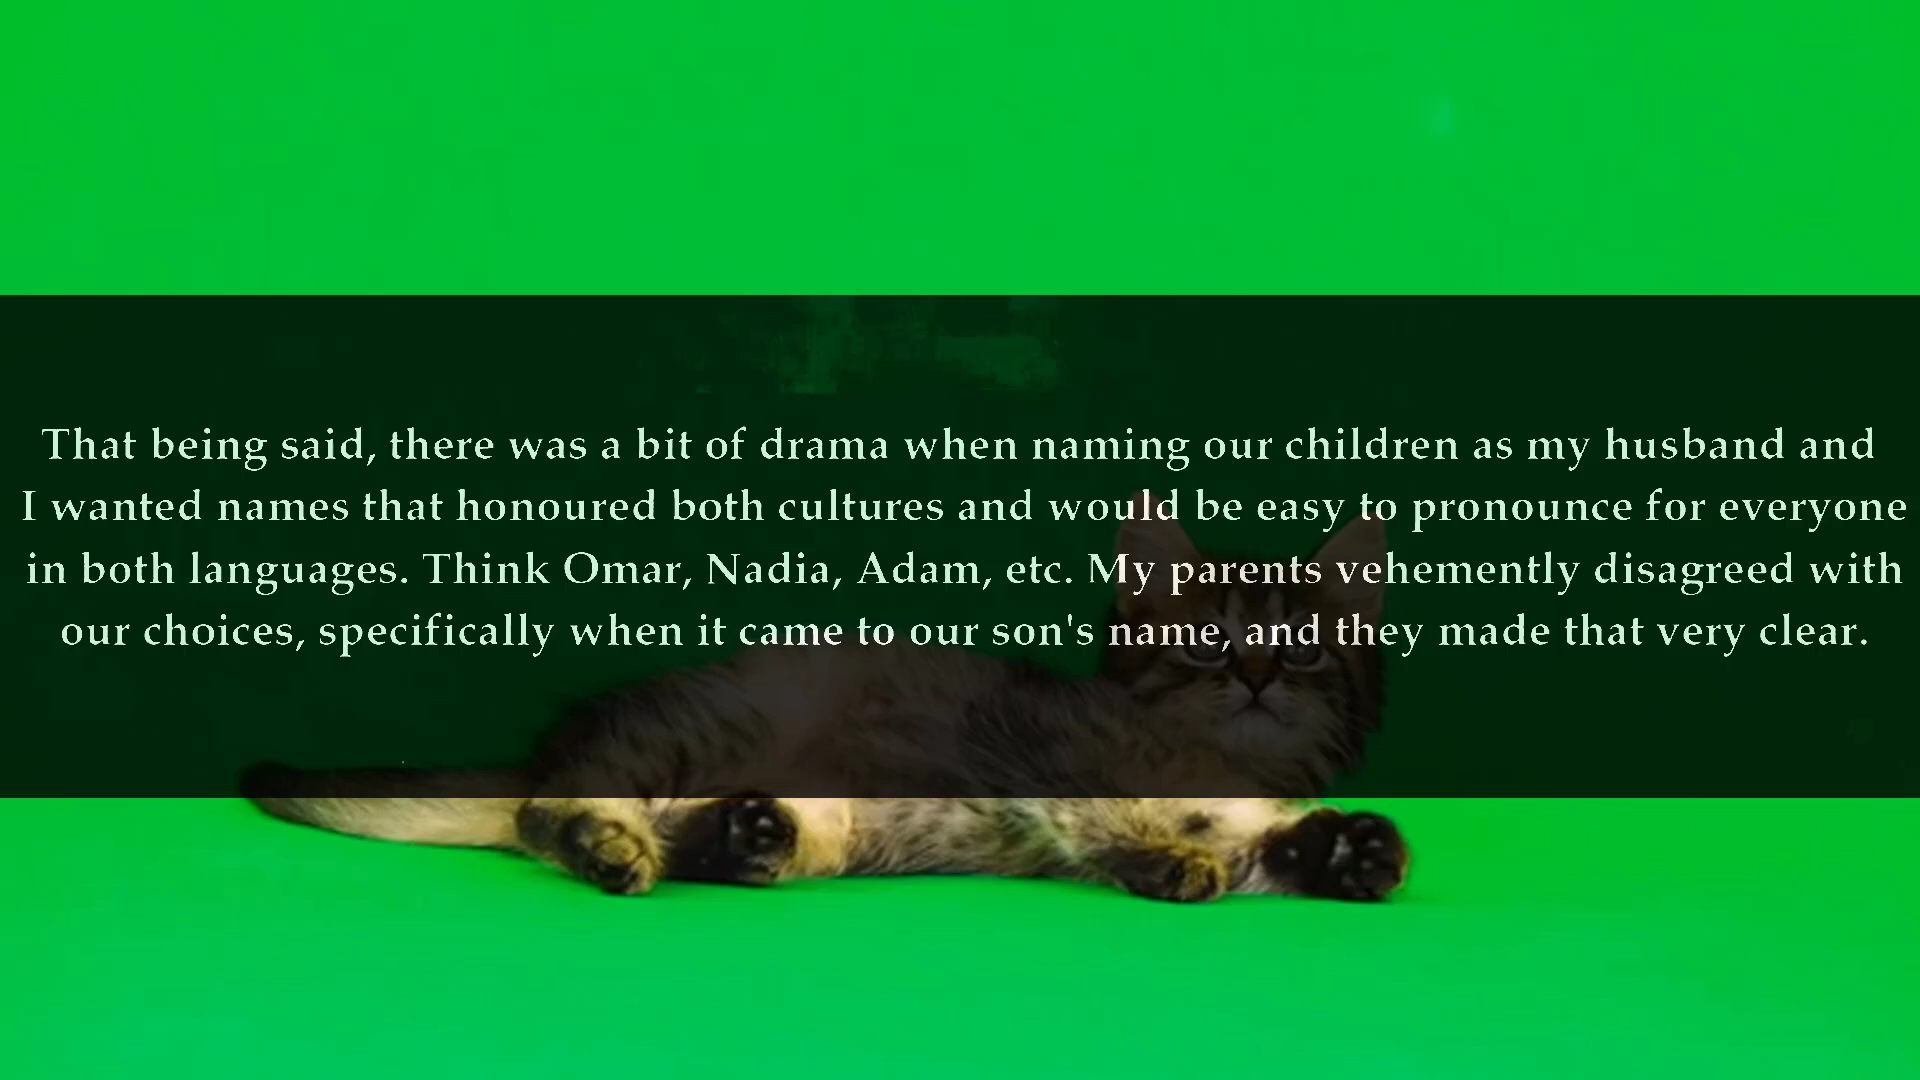 That being said, there was a bit of drama when naming our children as my husband and
I wanted names that honoured both cultures and would be easy to pronounce for everyone
in both languages. Think Omar, Nadia, Adam, etc. My parents vehemently disagreed with
our choices, specifically when it came to our son's name, and they made that very clear.